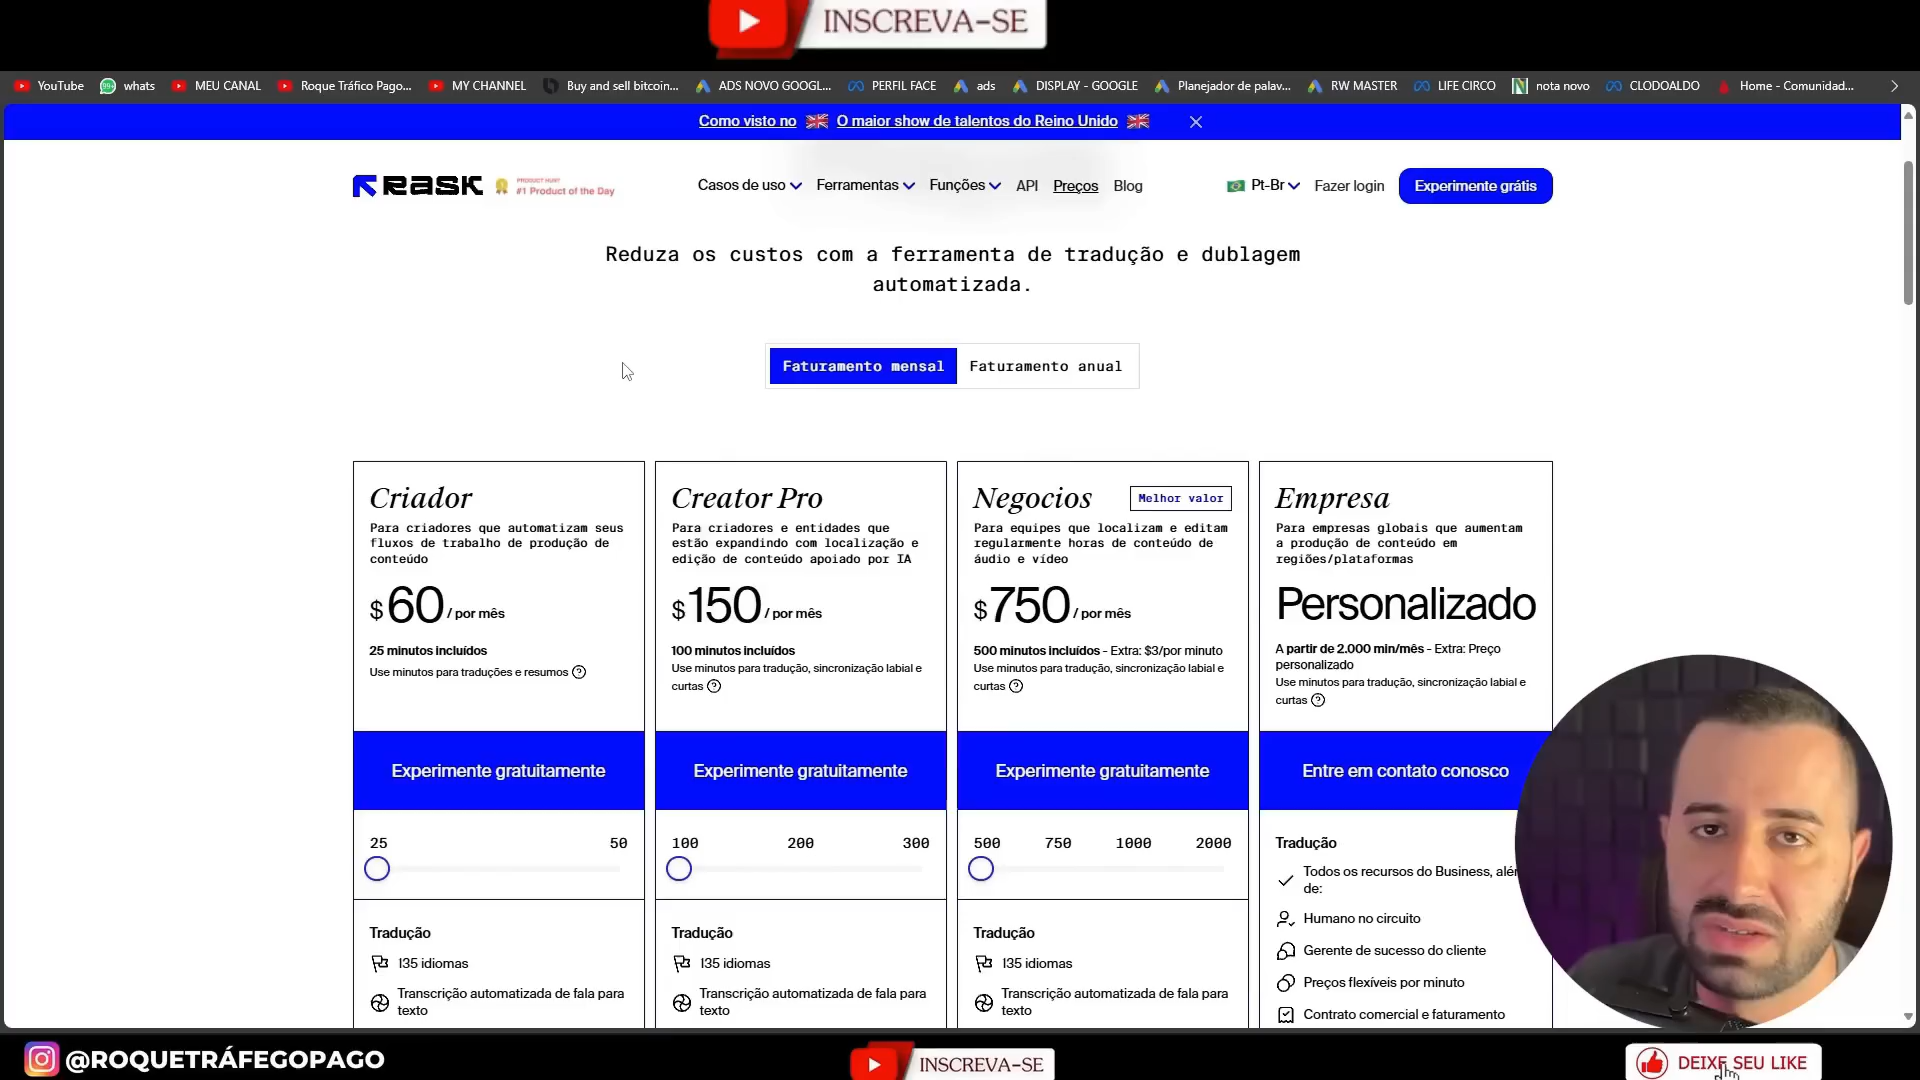 INSCREVA-SE
YouTube
whats
MEU CANAL
Roque Tráfico Pago...
MY CHANNEL
Buy and sell bitcoin...
ADS NOVO GOOGL...
PERFIL FACE
ads
DISPLAY - GOOGLE
Planejador de palav...
RW MASTER
LIFE CIRCO
nota novo
CLODOALDO
Home - Comunidad...
Como visto no O maior show de talentos do Reino Unido
Rask
PRODUCT HUNT
#1 Product of the Day
Casos de uso
Ferramentas
Funções
API
Preços
Blog
Pt-Br
Fazer login
Experimente grátis
Reduza os custos com a ferramenta de tradução e dublagem
automatizada.
Faturamento mensal
Faturamento anual
Criador
Para criadores que automatizam seus
fluxos de trabalho de produção de
conteúdo
$60 / por mês
25 minutos incluídos
Use minutos para traduções e resumos
Experimente gratuitamente
25 50
Tradução
135 idiomas
Transcrição automatizada de fala para
texto
Creator Pro
Para criadores e entidades que
estão expandindo com localização e
edição de conteúdo apoiado por IA
$150 / por mês
100 minutos incluídos
Use minutos para tradução, sincronização labial e
curtas
Experimente gratuitamente
100 200 300
Tradução
135 idiomas
Transcrição automatizada de fala para
texto
Negocios
Melhor valor
Para equipes que localizam e editam
regularmente horas de conteúdo de
áudio e vídeo
$750 / por mês
500 minutos incluídos - Extra: $3/por minuto
Use minutos para tradução, sincronização labial e
curtas
Experimente gratuitamente
500 750 1000 2000
Tradução
135 idiomas
Transcrição automatizada de fala para
texto
Empresa
Para empresas globais que aumentam
a produção de conteúdo em
regiões/plataformas
Personalizado
A partir de 2.000 min/mês - Extra: Preço
personalizado
Use minutos para tradução, sincronização labial e
curtas
Entre em contato conosco
Tradução
Todos os recursos do Business, alén
de:
Humano no circuito
Gerente de sucesso do cliente
Preços flexíveis por minuto
Contrato comercial e faturamento
@ROQUETRÁFEGOPAGO
INSCREVA-SE
DEIXE SEU LIKE